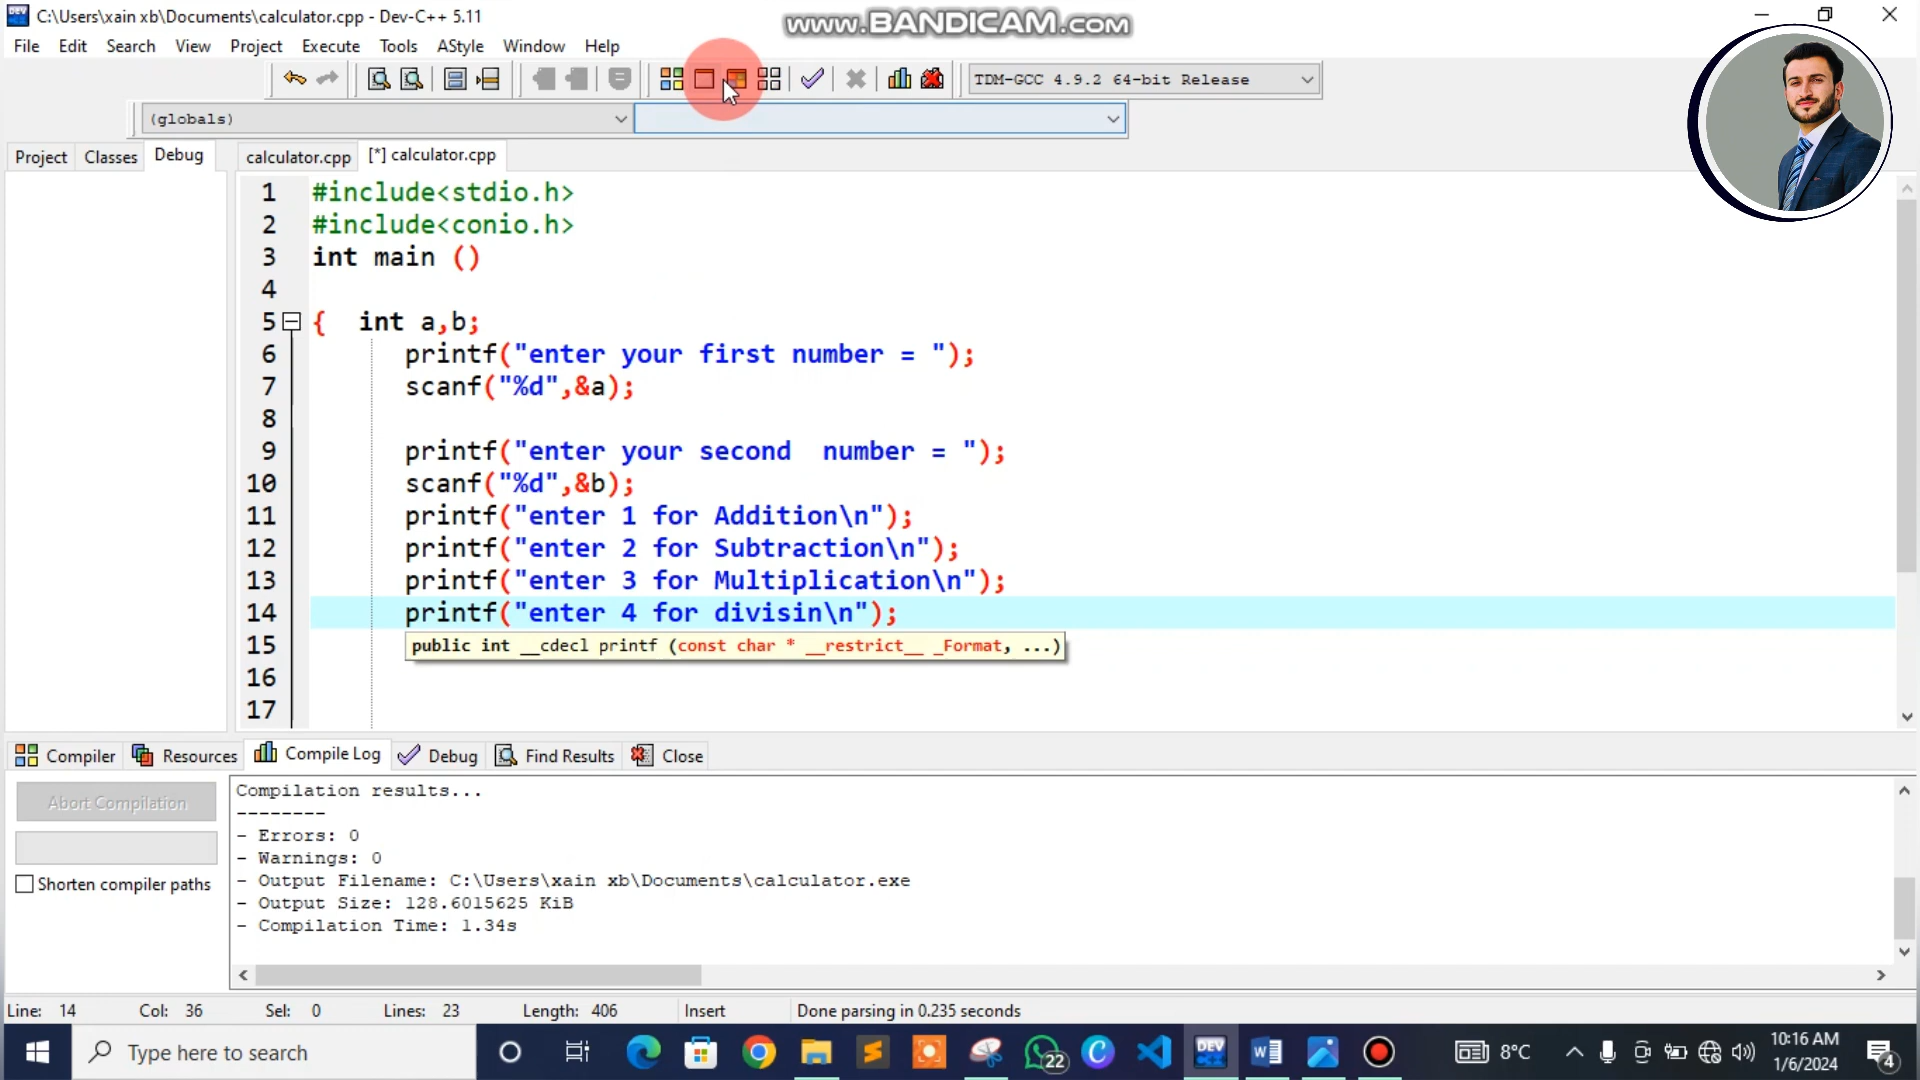 C:\Users\xain xb\Documents\calculator.cpp - Dev-C++ 5.11
www.BANDICAM.com
File Edit Search View Project Execute Tools AStyle Window Help
TDM-GCC 4.9.2 64-bit Release
(globals)
Project Classes Debug calculator.cpp [*] calculator.cpp
1 #include<stdio.h>
2 #include<conio.h>
3 int main ()
4
5 { int a,b;
6 printf("enter your first number = ");
7 scanf("%d",&a);
8
9 printf("enter your second  number = ");
10 scanf("%d",&b);
11 printf("enter 1 for Addition\n");
12 printf("enter 2 for Subtraction\n");
13 printf("enter 3 for Multiplication\n");
14 printf("enter 4 for divisin\n");
15 public int __cdecl printf (const char * __restrict__ _Format, ...)
16
17
Compiler Resources Compile Log Debug Find Results Close
Abort Compilation
Shorten compiler paths
Compilation results...
--------
- Errors: 0
- Warnings: 0
- Output Filename: C:\Users\xain xb\Documents\calculator.exe
- Output Size: 128.6015625 KiB
- Compilation Time: 1.34s
Line: 14 Col: 36 Sel: 0 Lines: 23 Length: 406 Insert Done parsing in 0.235 seconds
Type here to search
22
DEV
8°C
10:16 AM
1/6/2024
4